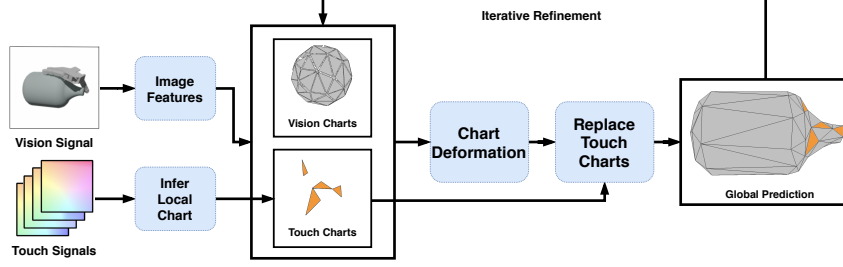 Iterative Refinement
Image
Features
Vision Signal
Vision Charts
Chart
Deformation
Replace
Touch
Charts
Global Prediction
Infer
Local
Chart
Touch Signals
Touch Charts